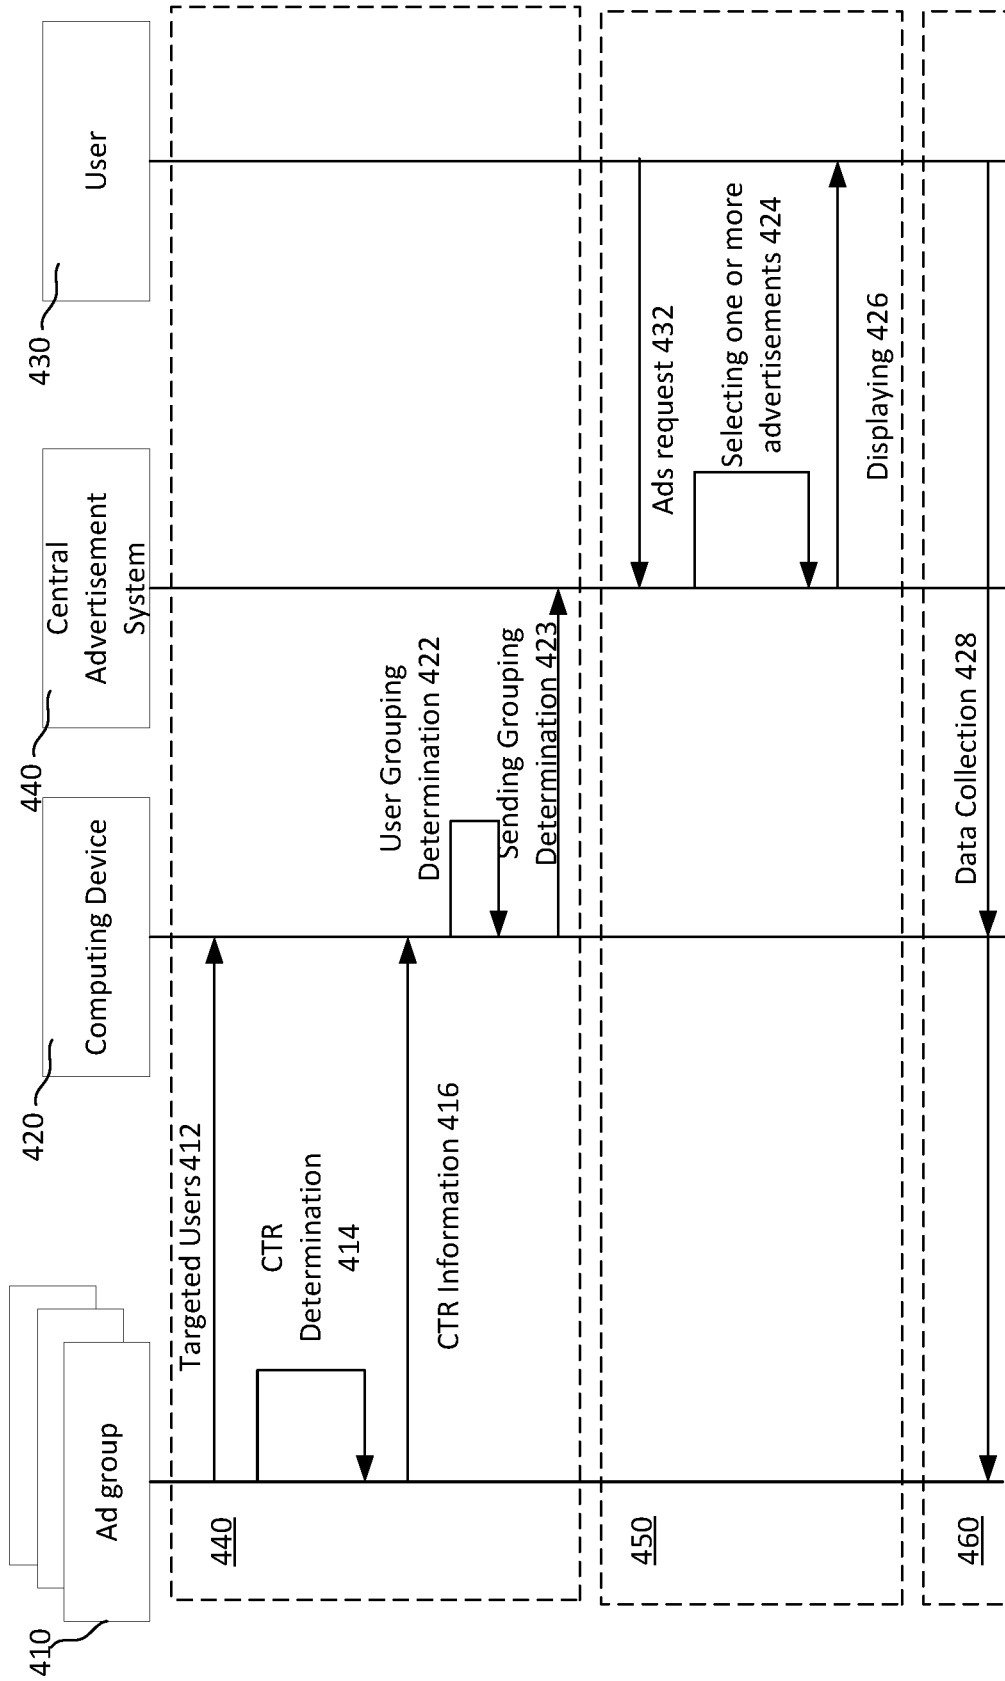 410
Ad group
420
Computing Device
440
Central
Advertisement
System
430
User
440
Targeted Users 412
CTR
Determination
414
CTR Information 416
User Grouping
Determination 422
Sending Grouping
Determination 423
450
Ads request 432
Selecting one or more
advertisements 424
Displaying 426
460
Data Collection 428